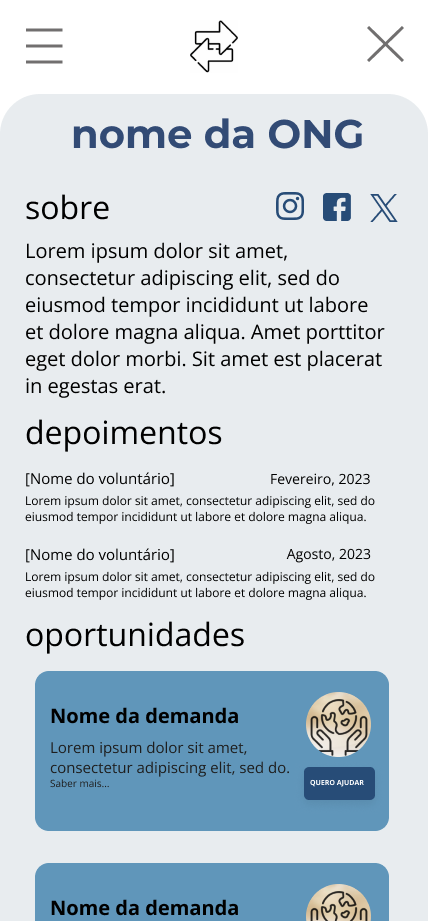 nome da ONG
sobre
Lorem ipsum dolor sit amet,
consectetur adipiscing elit, sed do
eiusmod tempor incididunt ut labore
et dolore magna aliqua. Amet porttitor
eget dolor morbi. Sit amet est placerat
in egestas erat.
depoimentos
[Nome do voluntário] Fevereiro, 2023
Lorem ipsum dolor sit amet, consectetur adipiscing elit, sed do
eiusmod tempor incididunt ut labore et dolore magna aliqua.
[Nome do voluntário] Agosto, 2023
Lorem ipsum dolor sit amet, consectetur adipiscing elit, sed do
eiusmod tempor incididunt ut labore et dolore magna aliqua.
oportunidades
Nome da demanda
Lorem ipsum dolor sit amet,
consectetur adipiscing elit, sed do.
Saber mais...
QUERO AJUDAR
Nome da demanda